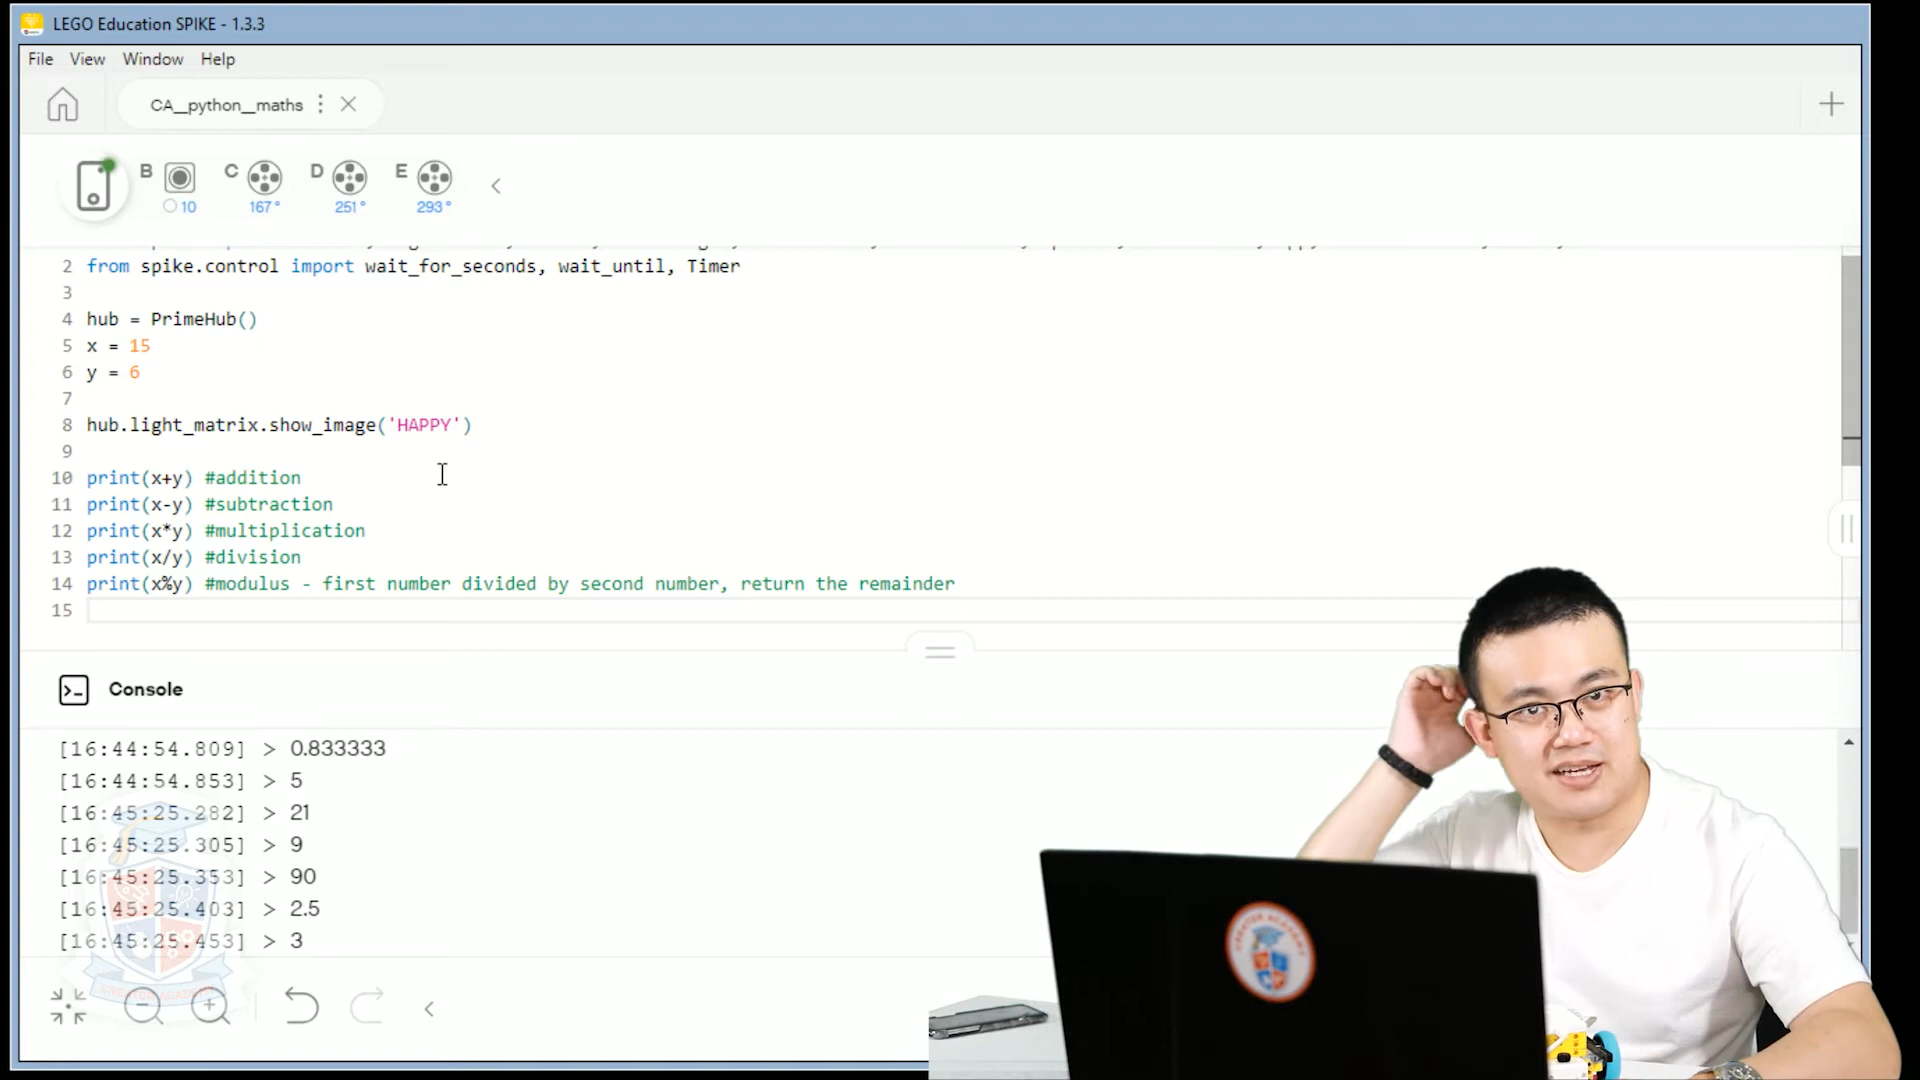 LEGO Education SPIKE - 1.3.3
File View Window Help
CA__python__maths
B C D E
10 167° 251° 293°
2 from spike.control import wait_for_seconds, wait_until, Timer
3
4 hub = PrimeHub()
5 x = 15
6 y = 6
7
8 hub.light_matrix.show_image('HAPPY')
9
10 print(x+y) #addition
11 print(x-y) #subtraction
12 print(x*y) #multiplication
13 print(x/y) #division
14 print(x%y) #modulus - first number divided by second number, return the remainder
15
Console
[16:44:54.809] > 0.833333
[16:44:54.853] > 5
[16:45:25.282] > 21
[16:45:25.305] > 9
[16:45:25.353] > 90
[16:45:25.403] > 2.5
[16:45:25.453] > 3
CREATOR ACADEMY
CREATOR ACADEMY